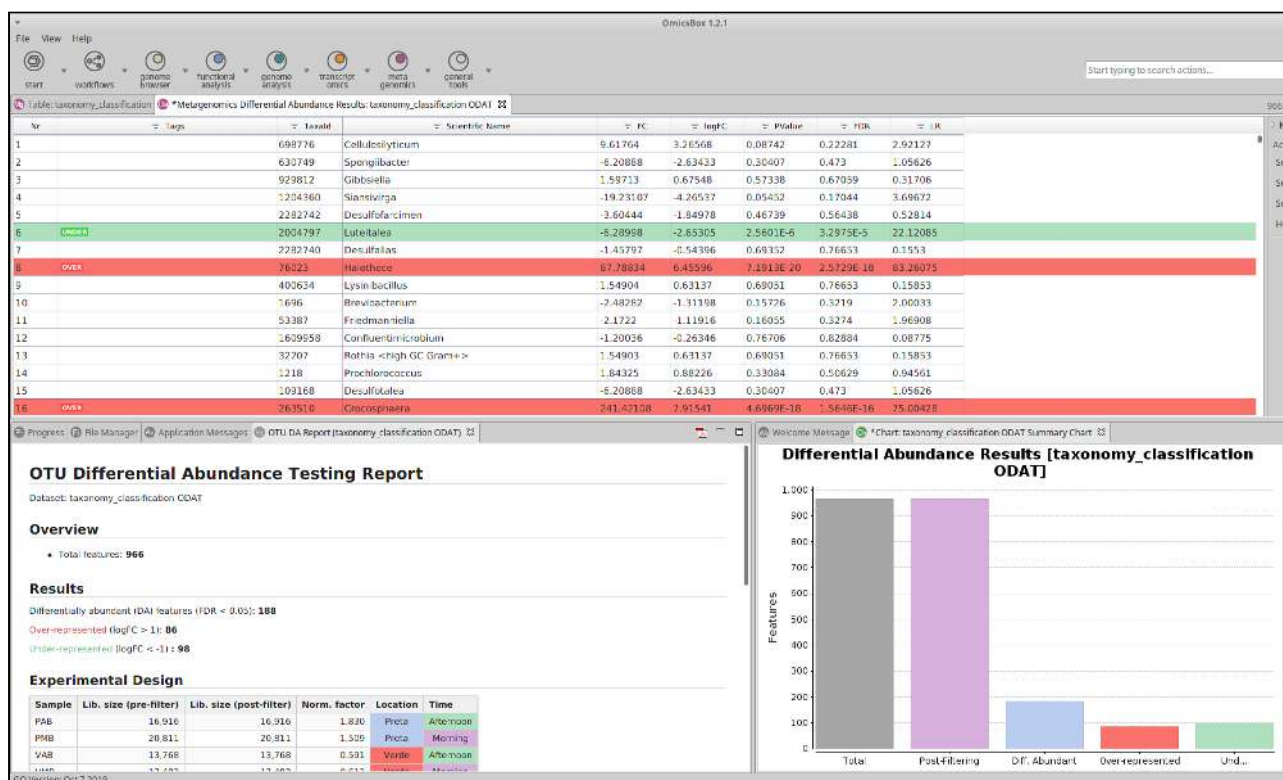 OmicsBox 1.2.1
File View Help
start workflows genome browser functional analysis genome analysis transcript omics meta genomics general tools
Start typing to search actions...
Table: taxonomy_classification *Metagenomics Differential Abundance Results: taxonomy_classification ODAT
Nr Tags TaxaId Scientific Name FC logFC PValue FDR LR
1 698776 Cellulosilyticum 9.61764 3.26568 0.08742 0.22281 2.92127
2 630749 Spongiibacter -6.20868 -2.63433 0.30407 0.473 1.05626
3 929812 Gibbsiella 1.59713 0.67548 0.57338 0.67059 0.31706
4 1204360 Siansivirga -19.23107 -4.26537 0.05452 0.17044 3.69672
5 2282742 Desulfofarcimen -3.60444 -1.84978 0.46739 0.56438 0.52814
6 UNDER 2004797 Luteitalea -6.28998 -2.65305 2.5601E-6 3.2975E-5 22.12085
7 2282740 Desulfallas -1.45797 -0.54396 0.69352 0.76653 0.1553
8 OVER 76023 Halothece 87.78834 6.45596 7.1913E-20 2.5729E-18 83.26075
9 400634 Lysinibacillus 1.54904 0.63137 0.69051 0.76653 0.15853
10 1696 Brevibacterium -2.48282 -1.31198 0.15726 0.3219 2.00033
11 53387 Friedmanniella -2.1722 -1.11916 0.16055 0.3274 1.96908
12 1609958 Confluentimicrobium -1.20036 -0.26346 0.76706 0.82884 0.08775
13 32207 Rothia <high GC Gram+> 1.54903 0.63137 0.69051 0.76653 0.15853
14 1218 Prochlorococcus 1.84325 0.88226 0.33084 0.50629 0.94561
15 109168 Desulfotalea -6.20868 -2.63433 0.30407 0.473 1.05626
16 OVER 263510 Crocosphaera 241.42108 7.91541 4.6969E-18 1.5646E-16 75.00428
Progress File Manager Application Messages OTU DA Report (taxonomy_classification ODAT)
OTU Differential Abundance Testing Report
Dataset: taxonomy_classification ODAT
Overview
• Total features: 966
Results
Differentially abundant (DA) features (FDR < 0.05): 188
Over-represented (logFC > 1): 86
Under-represented (logFC < -1) : 98
Experimental Design
Sample Lib. size (pre-filter) Lib. size (post-filter) Norm. factor Location Time
PAB 16,916 16,916 1.830 Preta Afternoon
PMB 20,811 20,811 1.509 Preta Morning
VAB 13,768 13,768 0.591 Verde Afternoon
Welcome Message *Chart: taxonomy_classification ODAT Summary Chart
Differential Abundance Results [taxonomy_classification
ODAT]
Features
1.000
900
800
700
600
500
400
300
200
100
0
Total Post-Filtering Diff. Abundant Over-represented Und...
GO Version: Oct 7 2019